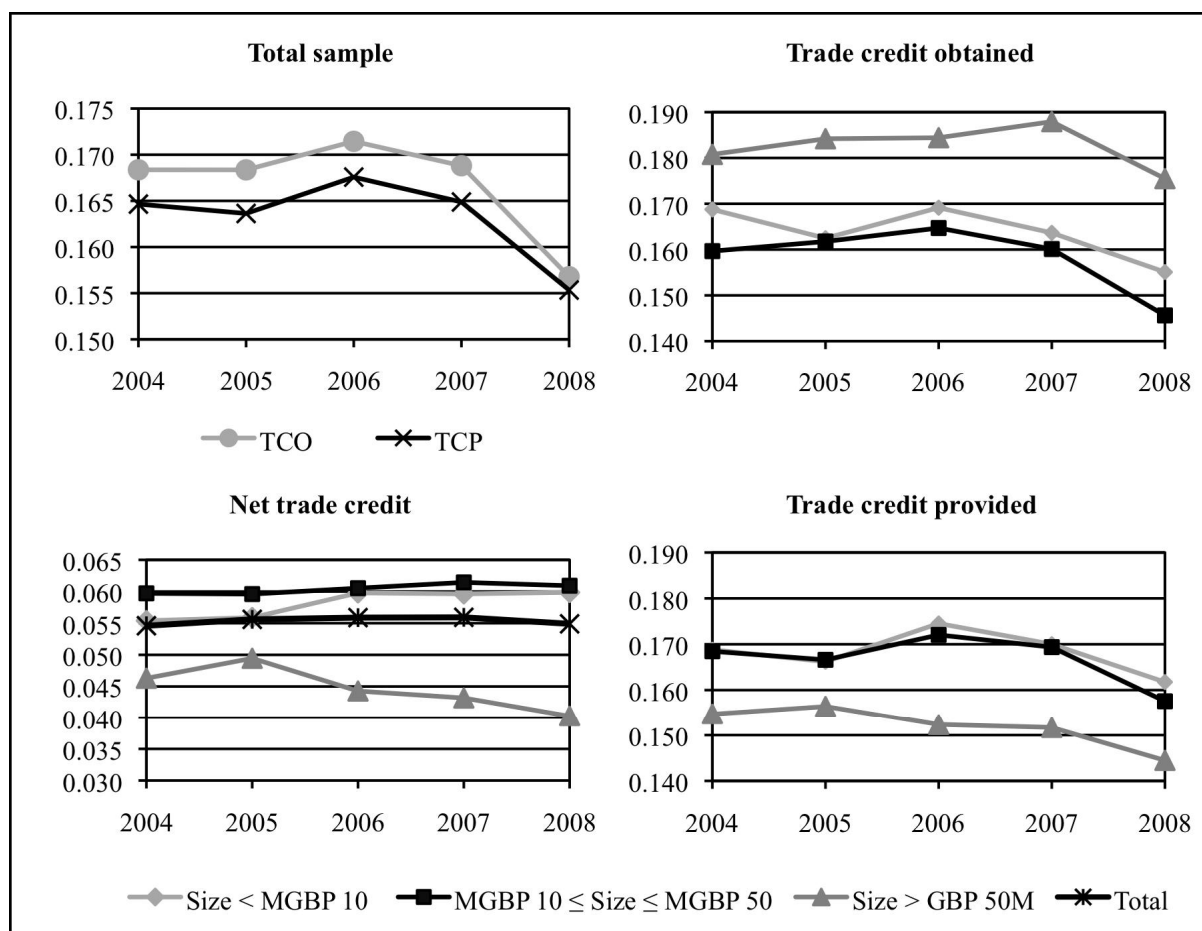 Total sample
0.175
0.170
0.165
0.160
0.155
0.150
2004 2005 2006 2007 2008
TCO TCP
Trade credit obtained
0.190
0.180
0.170
0.160
0.150
0.140
2004 2005 2006 2007 2008
Net trade credit
0.065
0.060
0.055
0.050
0.045
0.040
0.035
0.030
2004 2005 2006 2007 2008
Trade credit provided
0.190
0.180
0.170
0.160
0.150
0.140
2004 2005 2006 2007 2008
Size < MGBP 10 MGBP 10 ≤ Size ≤ MGBP 50 Size > GBP 50M Total